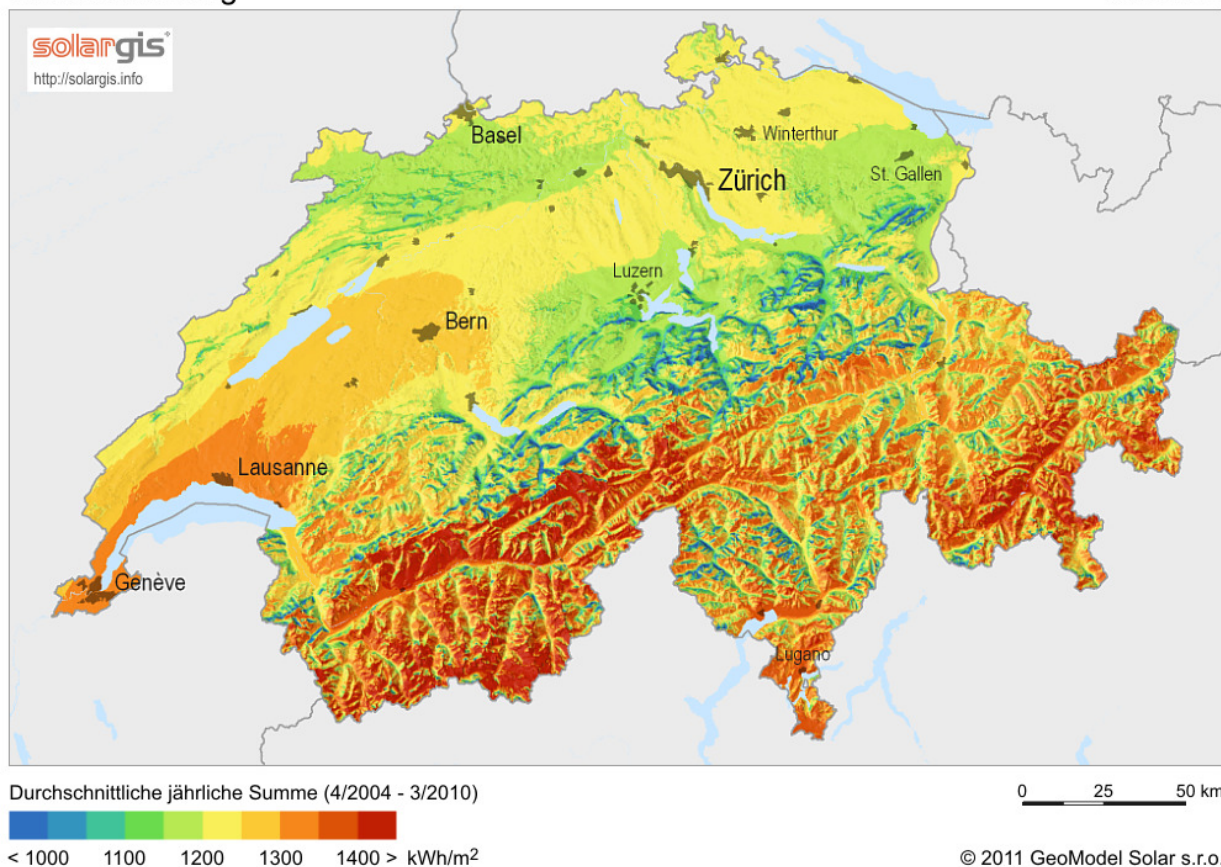 solargis
http://solargis.info
Basel
Winterthur
Zürich
St. Gallen
Luzern
Bern
Lausanne
Genève
Lugano
Durchschnittliche jährliche Summe (4/2004 - 3/2010)
0 25 50 km
< 1000 1100 1200 1300 1400 > kWh/m²
© 2011 GeoModel Solar s.r.o.